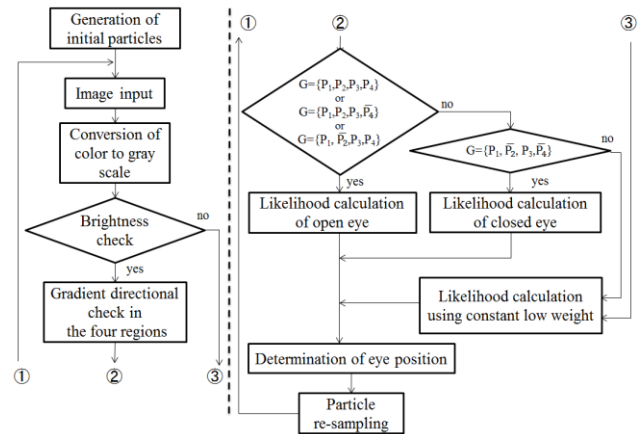 Generation of
initial particles
Image input
Conversion of
color to gray
scale
Brightness
check
no
yes
Gradient directional
check in
the four regions
①
②
③
①
②
③
G={P₁,P₂,P₃,P₄}
or
G={P₁,P₂,P₃,P̅₄}
or
G={P₁, P̅₂,P₃,P₄}
no
yes
G={P₁, P̅₂, P₃,P̅₄}
no
yes
Likelihood calculation
of open eye
Likelihood calculation
of closed eye
Likelihood calculation
using constant low weight
Determination of eye position
Particle
re-sampling